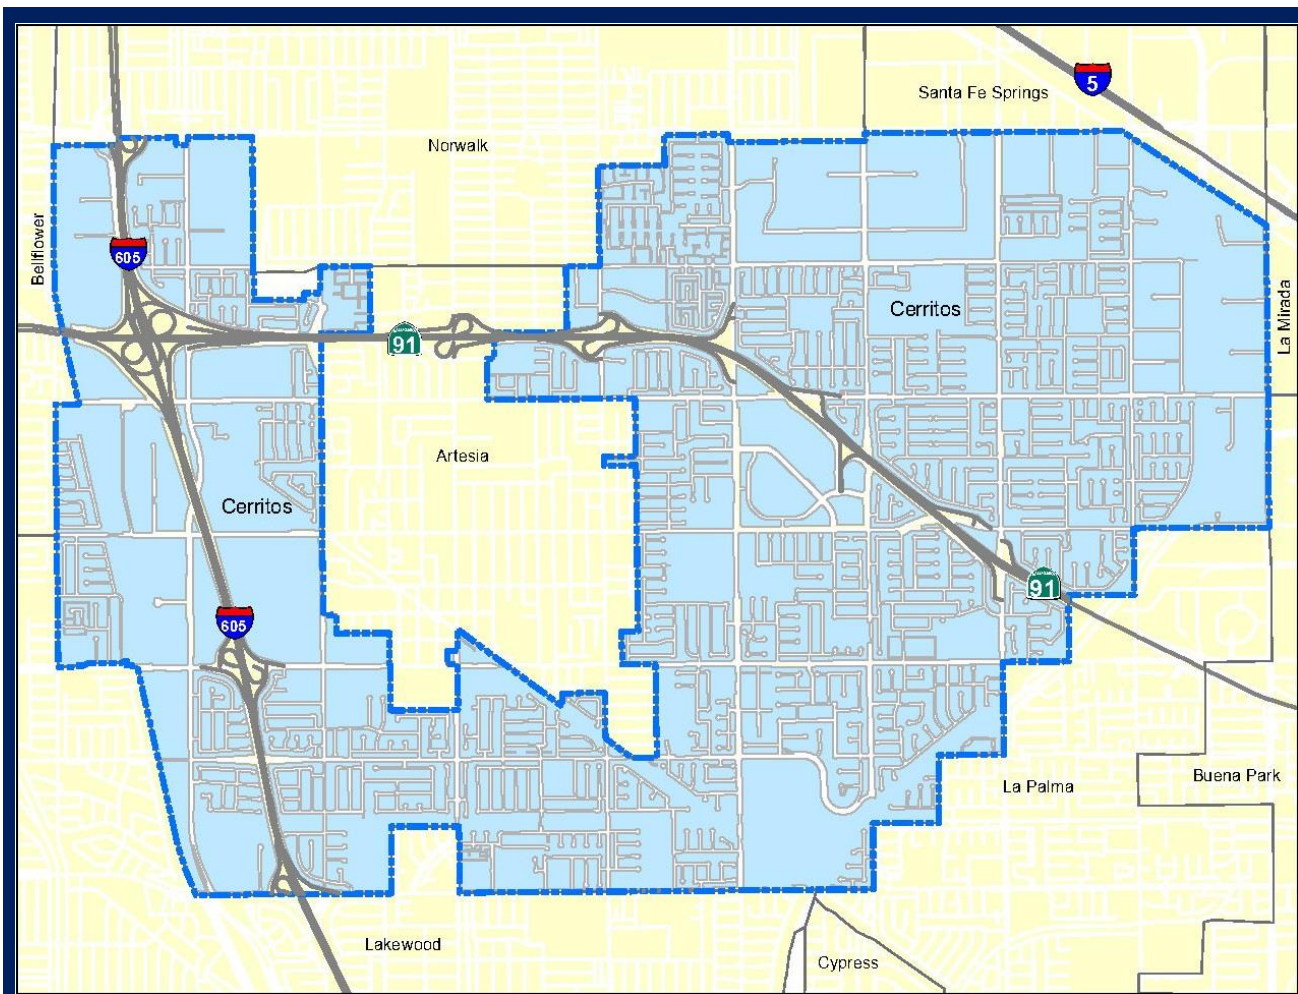 5
Santa Fe Springs
Norwalk
Bellflower
605
Cerritos
La Mirada
91
Artesia
Cerritos
91
605
Buena Park
La Palma
Lakewood
Cypress